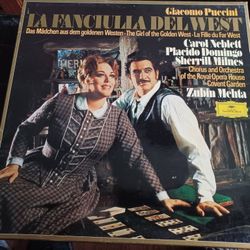 Giacomo Puccini
LA FANCIULLA DEL WEST
Das Mädchen aus dem goldenen Westen · The Girl of the Golden West · La Fille du Far West
Carol Neblett
Placido Domingo
Sherrill Milnes
Chorus and Orchestra
of the Royal Opera House
Covent Garden
Zubin Mehta